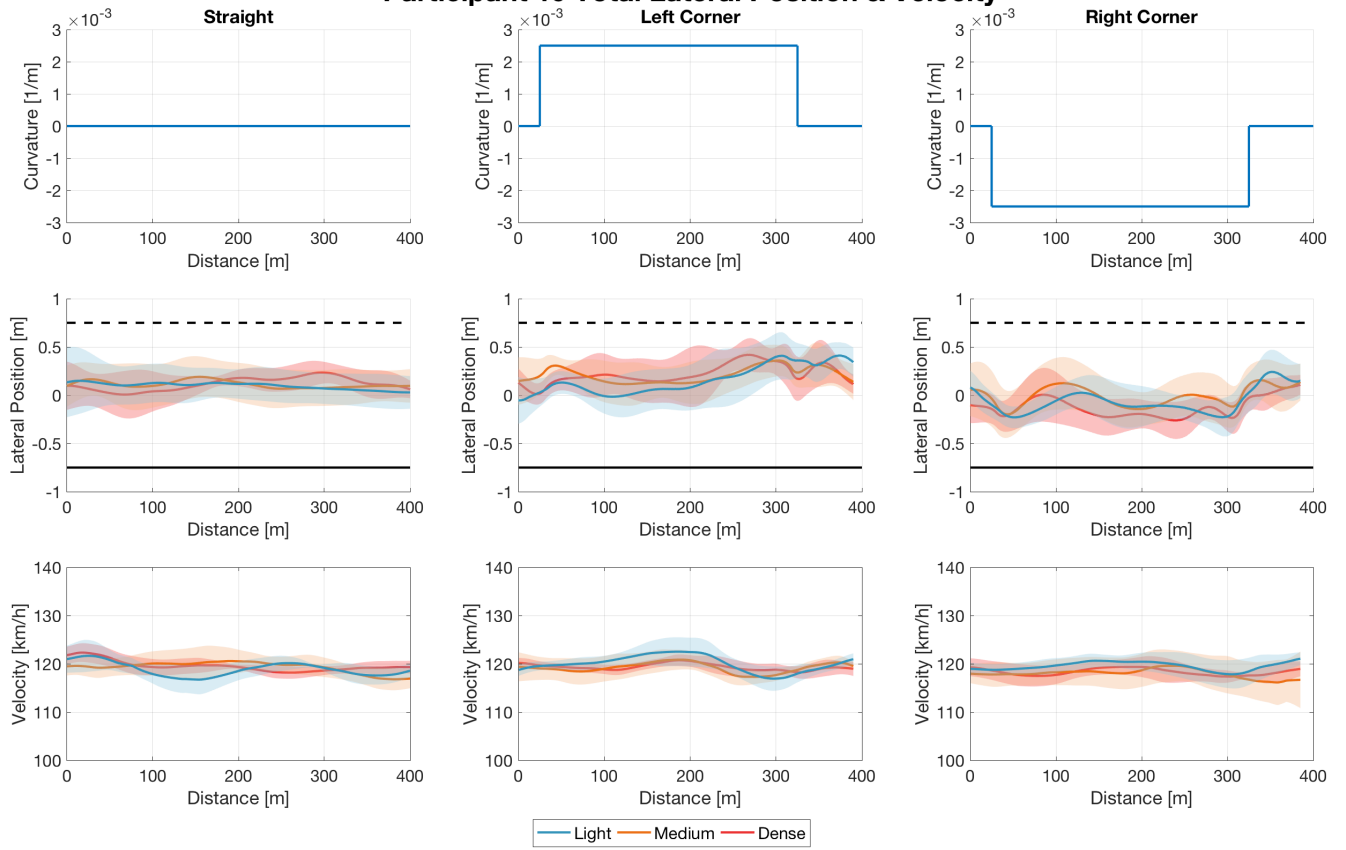 Straight
Left Corner
Right Corner
×10⁻³
3
2
1
0
-1
-2
-3
Curvature [1/m]
0 100 200 300 400
Distance [m]
×10⁻³
3
2
1
0
-1
-2
-3
Curvature [1/m]
0 100 200 300 400
Distance [m]
×10⁻³
3
2
1
0
-1
-2
-3
Curvature [1/m]
0 100 200 300 400
Distance [m]
1
0.5
0
-0.5
-1
Lateral Position [m]
0 100 200 300 400
Distance [m]
1
0.5
0
-0.5
-1
Lateral Position [m]
0 100 200 300 400
Distance [m]
1
0.5
0
-0.5
-1
Lateral Position [m]
0 100 200 300 400
Distance [m]
140
130
120
110
100
Velocity [km/h]
0 100 200 300 400
Distance [m]
140
130
120
110
100
Velocity [km/h]
0 100 200 300 400
Distance [m]
140
130
120
110
100
Velocity [km/h]
0 100 200 300 400
Distance [m]
Light Medium Dense